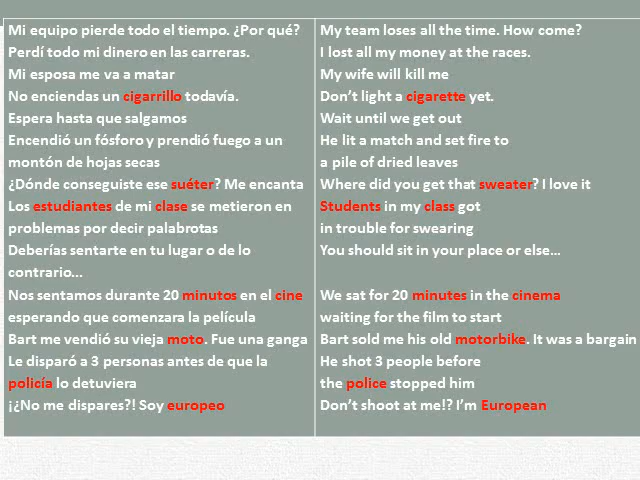 Mi equipo pierde todo el tiempo. ¿Por qué?
Perdí todo mi dinero en las carreras.
Mi esposa me va a matar
No enciendas un cigarrillo todavía.
Espera hasta que salgamos
Encendió un fósforo y prendió fuego a un
montón de hojas secas
¿Dónde conseguiste ese suéter? Me encanta
Los estudiantes de mi clase se metieron en
problemas por decir palabrotas
Deberías sentarte en tu lugar o de lo
contrario...
Nos sentamos durante 20 minutos en el cine
esperando que comenzara la película
Bart me vendió su vieja moto. Fue una ganga
Le disparó a 3 personas antes de que la
policía lo detuviera
¡¿No me dispares?! Soy europeo
My team loses all the time. How come?
I lost all my money at the races.
My wife will kill me
Don't light a cigarette yet.
Wait until we get out
He lit a match and set fire to
a pile of dried leaves
Where did you get that sweater? I love it
Students in my class got
in trouble for swearing
You should sit in your place or else…
We sat for 20 minutes in the cinema
waiting for the film to start
Bart sold me his old motorbike. It was a bargain
He shot 3 people before
the police stopped him
Don't shoot at me!? I'm European